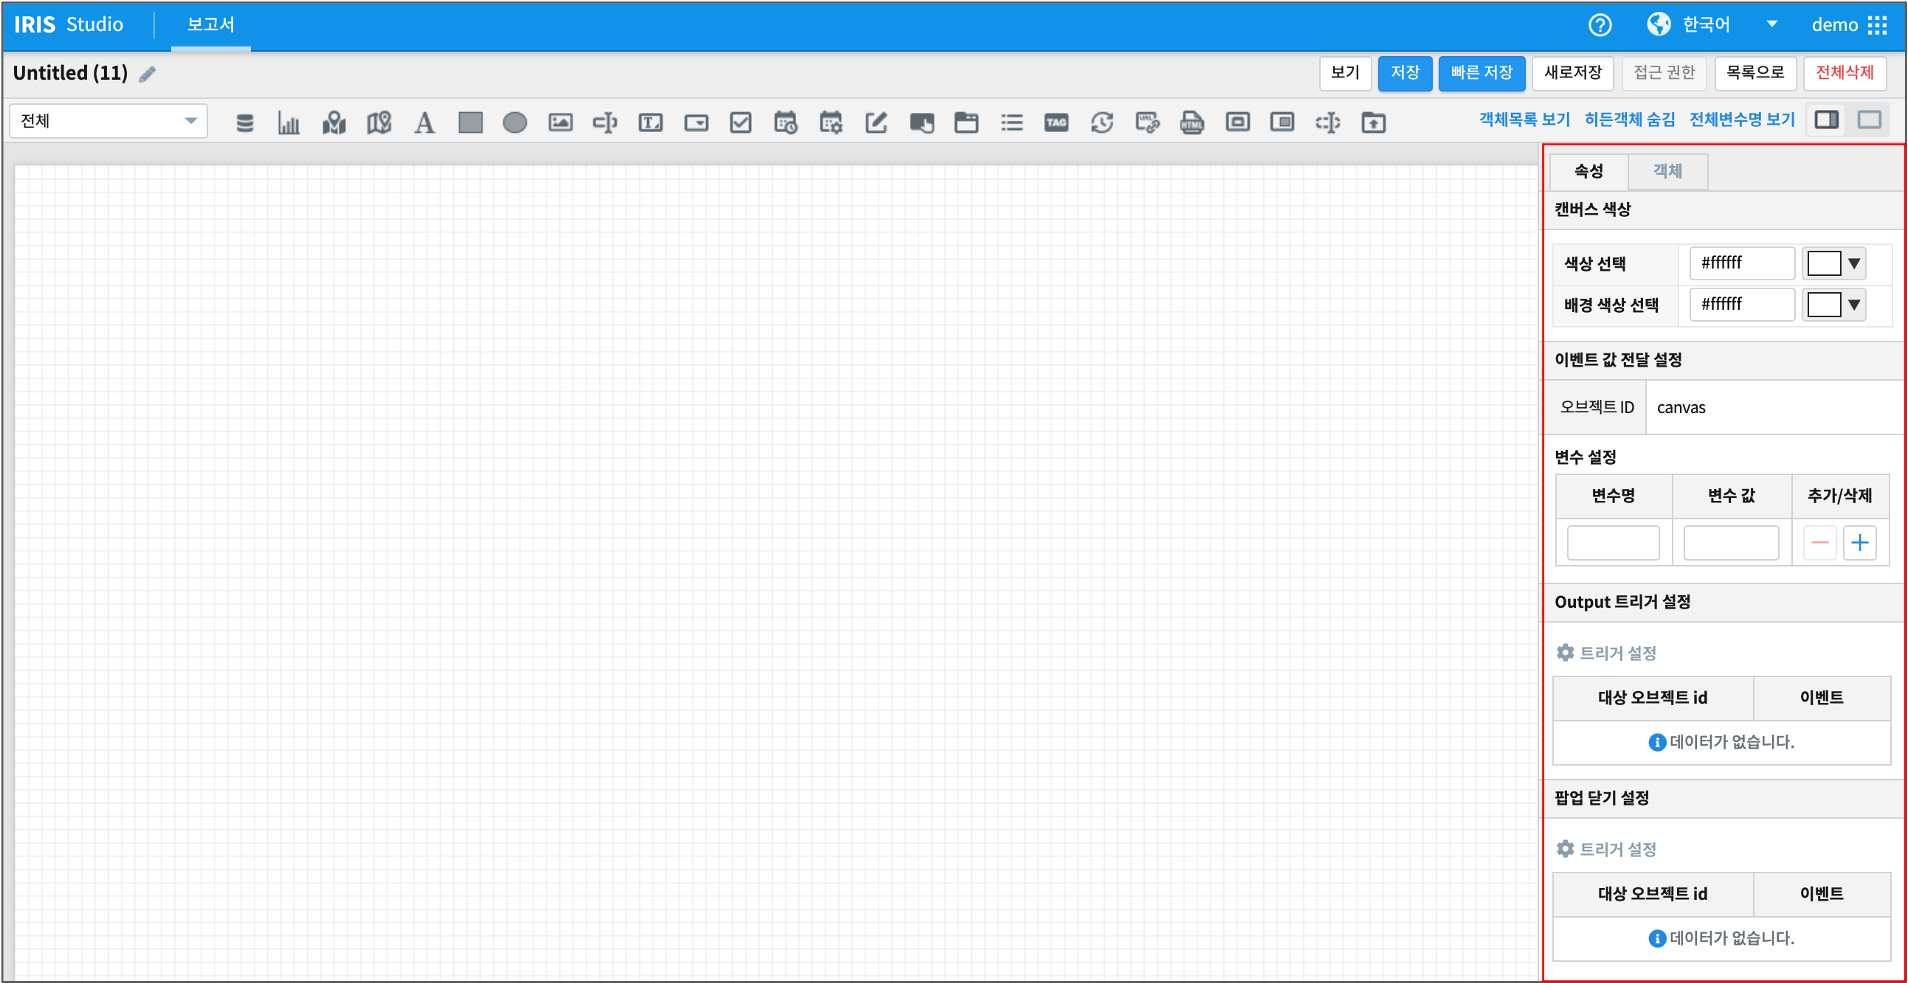 IRIS Studio 보고서 한국어 demo
Untitled (11) 보기 저장 빠른 저장 새로저장 접근 권한 목록으로 전체삭제
전체 A T TAG URL HTML 객체목록 보기 히든객체 숨김 전체변수명 보기
속성 객체
캔버스 색상
색상 선택 #ffffff
배경 색상 선택 #ffffff
이벤트 값 전달 설정
오브젝트 ID canvas
변수 설정
변수명 변수 값 추가/삭제
Output 트리거 설정
트리거 설정
대상 오브젝트 id 이벤트
데이터가 없습니다.
팝업 닫기 설정
트리거 설정
대상 오브젝트 id 이벤트
데이터가 없습니다.